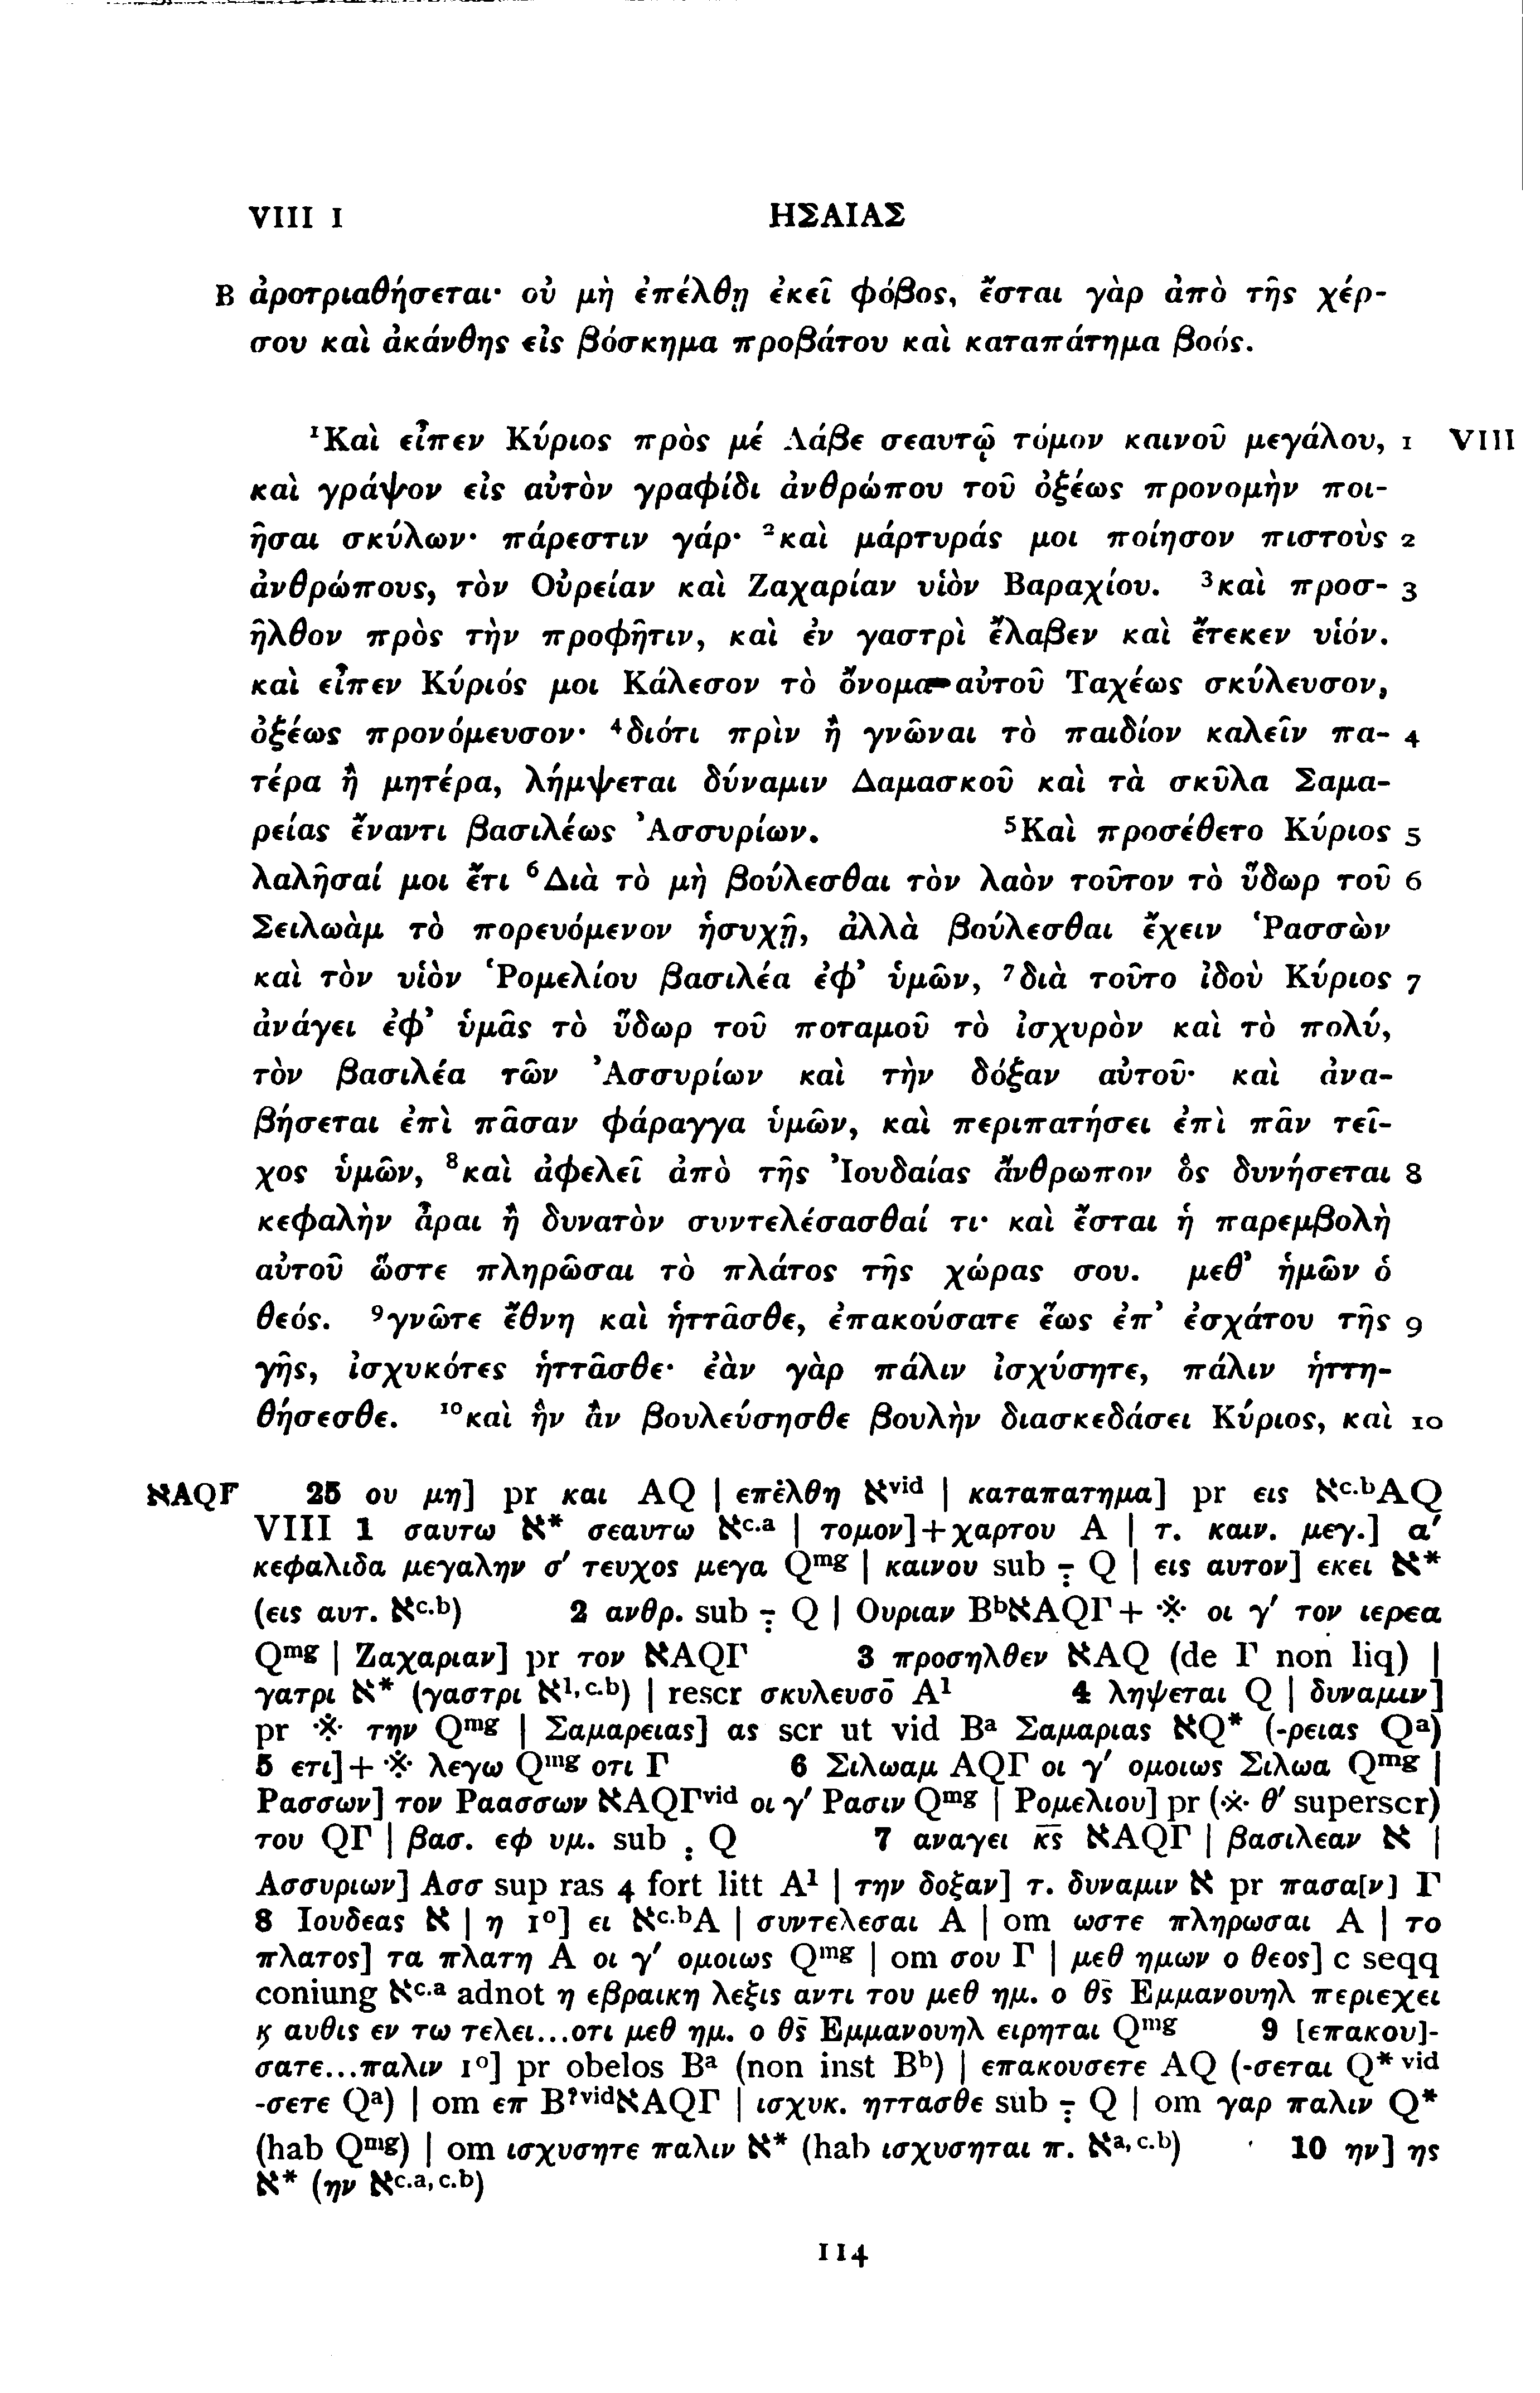 VIII 1 ΗΣΑΙΑΣ
B ἀροτριαθήσεται· οὐ μὴ ἐπέλθῃ ἐκεῖ φόβος, ἔσται γὰρ ἀπὸ τῆς χέρ-
σου καὶ ἀκάνθης εἰς βόσκημα προβάτου καὶ καταπάτημα βοός.
¹Καὶ εἶπεν Κύριος πρὸς μέ Λάβε σεαυτῷ τόμον καινοῦ μεγάλου, 1 VIII
καὶ γράψον εἰς αὐτὸν γραφίδι ἀνθρώπου τοῦ ὀξέως προνομὴν ποι-
ῆσαι σκύλων· πάρεστιν γάρ· ²καὶ μάρτυράς μοι ποίησον πιστοὺς 2
ἀνθρώπους, τὸν Οὐρείαν καὶ Ζαχαρίαν υἱὸν Βαραχίου. ³καὶ προσ- 3
ῆλθον πρὸς τὴν προφῆτιν, καὶ ἐν γαστρὶ ἔλαβεν καὶ ἔτεκεν υἱόν.
καὶ εἶπεν Κύριός μοι Κάλεσον τὸ ὄνομα αὐτοῦ Ταχέως σκύλευσον,
ὀξέως προνόμευσον· ⁴διότι πρὶν ἢ γνῶναι τὸ παιδίον καλεῖν πα- 4
τέρα ἢ μητέρα, λήμψεται δύναμιν Δαμασκοῦ καὶ τὰ σκῦλα Σαμα-
ρείας ἔναντι βασιλέως Ἀσσυρίων. ⁵Καὶ προσέθετο Κύριος 5
λαλῆσαί μοι ἔτι ⁶Διὰ τὸ μὴ βούλεσθαι τὸν λαὸν τοῦτον τὸ ὕδωρ τοῦ 6
Σειλωὰμ τὸ πορευόμενον ἡσυχῇ, ἀλλὰ βούλεσθαι ἔχειν Ῥασσὼν
καὶ τὸν υἱὸν Ῥομελίου βασιλέα ἐφ’ ὑμῶν, ⁷διὰ τοῦτο ἰδοὺ Κύριος 7
ἀνάγει ἐφ’ ὑμᾶς τὸ ὕδωρ τοῦ ποταμοῦ τὸ ἰσχυρὸν καὶ τὸ πολύ,
τὸν βασιλέα τῶν Ἀσσυρίων καὶ τὴν δόξαν αὐτοῦ· καὶ ἀνα-
βήσεται ἐπὶ πᾶσαν φάραγγα ὑμῶν, καὶ περιπατήσει ἐπὶ πᾶν τεῖ-
χος ὑμῶν, ⁸καὶ ἀφελεῖ ἀπὸ τῆς Ἰουδαίας ἄνθρωπον ὃς δυνήσεται 8
κεφαλὴν ἆραι ἢ δυνατὸν συντελέσασθαί τι· καὶ ἔσται ἡ παρεμβολὴ
αὐτοῦ ὥστε πληρῶσαι τὸ πλάτος τῆς χώρας σου. μεθ’ ἡμῶν ὁ
θεός. ⁹γνῶτε ἔθνη καὶ ἡττᾶσθε, ἐπακούσατε ἕως ἐπ’ ἐσχάτου τῆς 9
γῆς, ἰσχυκότες ἡττᾶσθε· ἐὰν γὰρ πάλιν ἰσχύσητε, πάλιν ἡττη-
θήσεσθε. ¹⁰καὶ ἣν ἂν βουλεύσησθε βουλὴν διασκεδάσει Κύριος, καὶ 10
אAQΓ 25 ου μη] pr και AQ | επελθη א^vid | καταπατημα] pr εις א^c.b AQ
VIII 1 σαυτω א* σεαυτω א^c.a | τομον]+χαρτου A | τ. καιν. μεγ.] α′
κεφαλιδα μεγαλην σ′ τευχος μεγα Q^mg | καινου sub ⁓ Q | εις αυτον] εκει א*
(εις αυτ. א^c.b) 2 ανθρ. sub ⁓ Q | Ουριαν B^b אAQΓ+ ※ οι γ′ τον ιερεα
Q^mg | Ζαχαριαν] pr τον אAQΓ 3 προσηλθεν אAQ (de Γ non liq) |
γατρι א* (γαστρι א^1, c.b) | rescr σκυλευσο̄ A^1 4 ληψεται Q | δυναμιν]
pr ※ την Q^mg | Σαμαρειας] ας scr ut vid B^a Σαμαριας אQ* (-ρειας Q^a)
5 ετι]+ ※ λεγω Q^mg οτι Γ 6 Σιλωαμ AQΓ οι γ′ ομοιως Σιλωα Q^mg |
Ρασσων] τον Ραασσων אAQΓ^vid οι γ′ Ρασιν Q^mg | Ρομελιου] pr (※ θ′ superscr)
του QΓ | βασ. εφ υμ. sub : Q 7 αναγει κ̅ς̅ אAQΓ | βασιλεαν א |
Ασσυριων] Ασσ sup ras 4 fort litt A^1 | την δοξαν] τ. δυναμιν א pr πασα[ν] Γ
8 Ιουδεας א | η 1°] ει א^c.b A | συντελεσαι A | om ωστε πληρωσαι A | το
πλατος] τα πλατη A οι γ′ ομοιως Q^mg | om σου Γ | μεθ ημων ο θεος] c seqq
coniung א^c.a adnot η εβραικη λεξις αντι του μεθ ημ. ο θ̅ς̅ Εμμανουηλ περιεχει
ϗ αυθις εν τω τελει...οτι μεθ ημ. ο θ̅ς̅ Εμμανουηλ ειρηται Q^mg 9 [επακου]-
σατε...παλιν 1°] pr obelos B^a (non inst B^b) | επακουσετε AQ (-σεται Q* vid
-σετε Q^a) | om επ B^?vid אAQΓ | ισχυκ. ηττασθε sub ⁓ Q | om γαρ παλιν Q*
(hab Q^mg) | om ισχυσητε παλιν א* (hab ισχυσηται π. א^a, c.b) 10 ην] ης
א* (ην א^c.a, c.b)
114